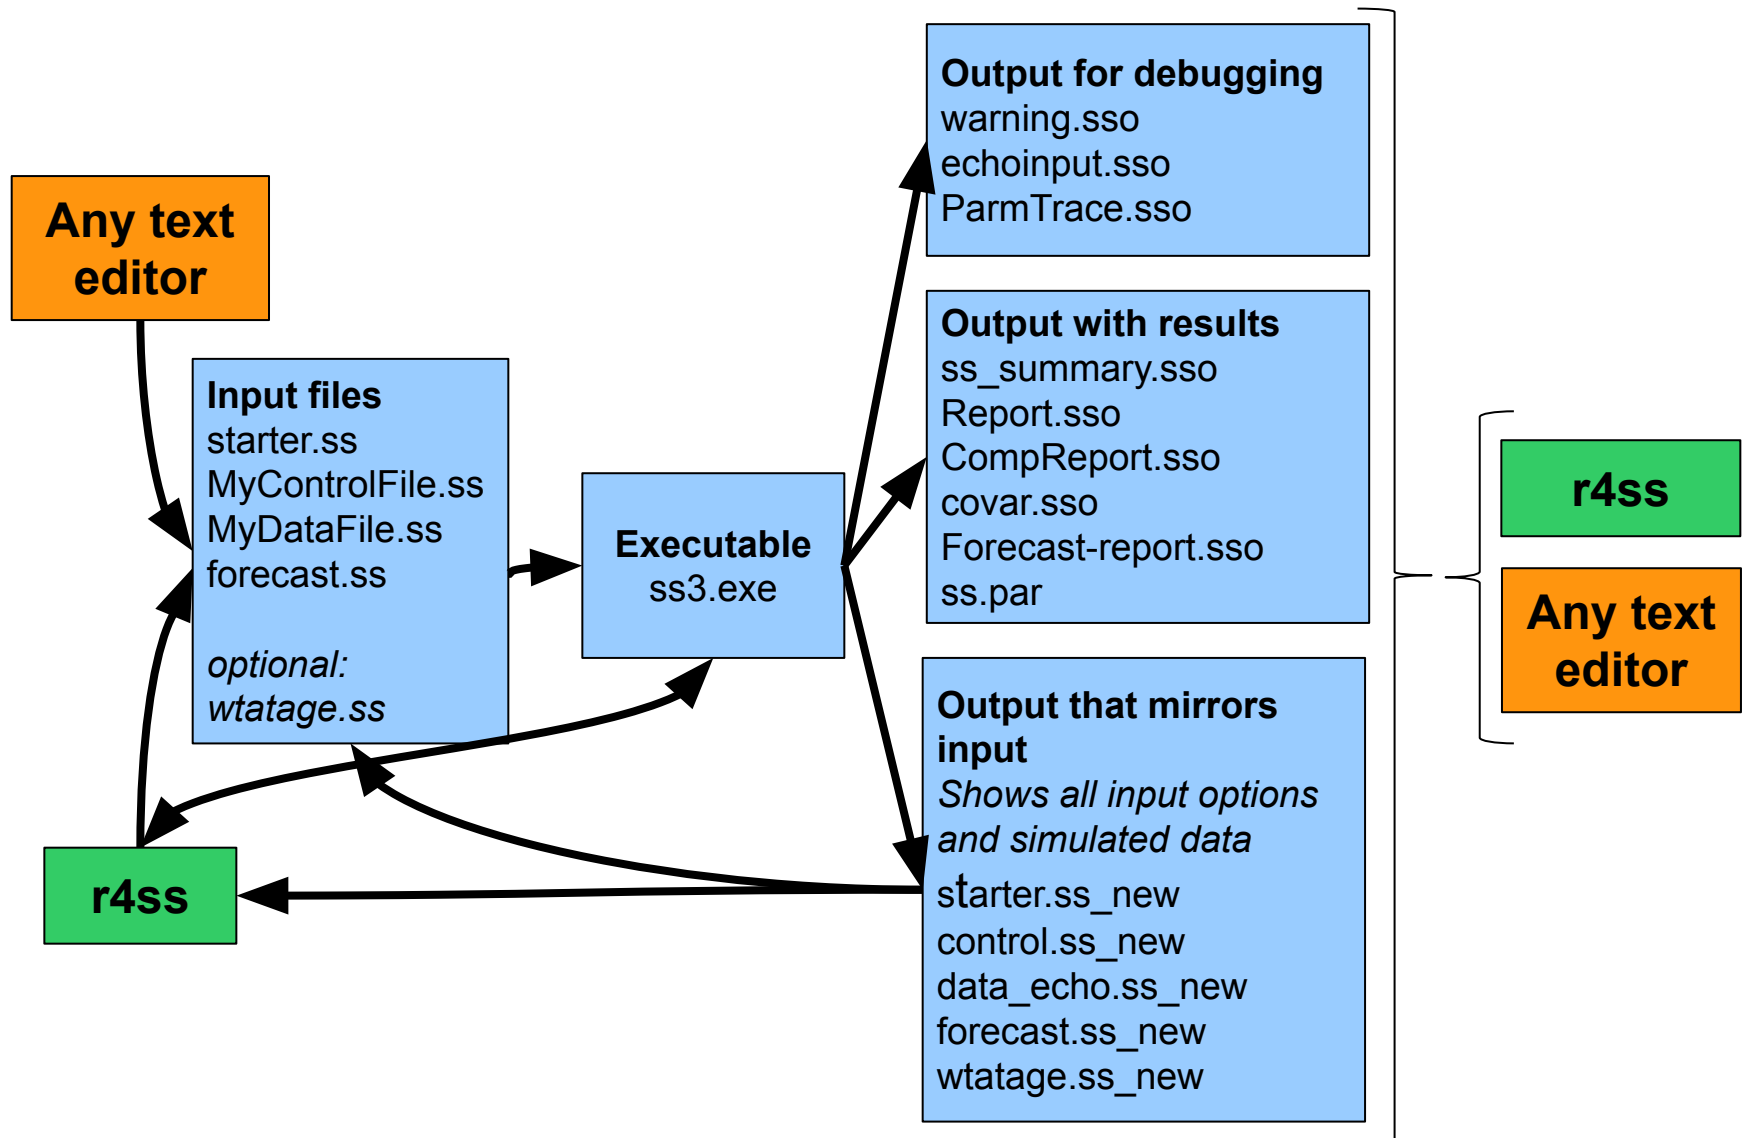 Any text
editor
Input files
starter.ss
MyControlFile.ss
MyDataFile.ss
forecast.ss
optional:
wtatage.ss
r4ss
Executable
ss3.exe
Output for debugging
warning.sso
echoinput.sso
ParmTrace.sso
Output with results
ss_summary.sso
Report.sso
CompReport.sso
covar.sso
Forecast-report.sso
ss.par
Output that mirrors
input
Shows all input options
and simulated data
starter.ss_new
control.ss_new
data_echo.ss_new
forecast.ss_new
wtatage.ss_new
r4ss
Any text
editor